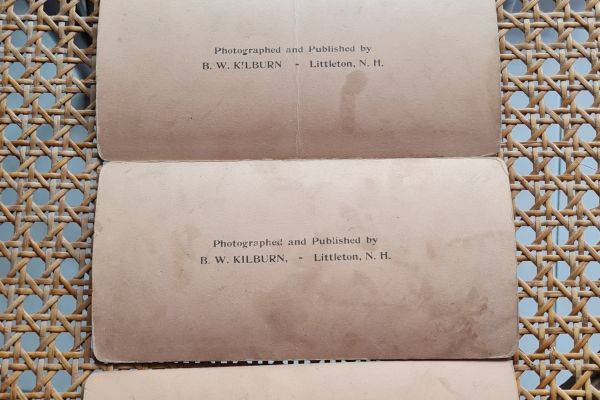 Photographed and Published by
B. W. KILBURN - Littleton, N. H.
Photographed and Published by
B. W. KILBURN, - Littleton, N. H.